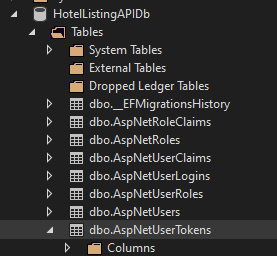 HotelListingAPIDb
Tables
System Tables
External Tables
Dropped Ledger Tables
dbo.__EFMigrationsHistory
dbo.AspNetRoleClaims
dbo.AspNetRoles
dbo.AspNetUserClaims
dbo.AspNetUserLogins
dbo.AspNetUserRoles
dbo.AspNetUsers
dbo.AspNetUserTokens
Columns